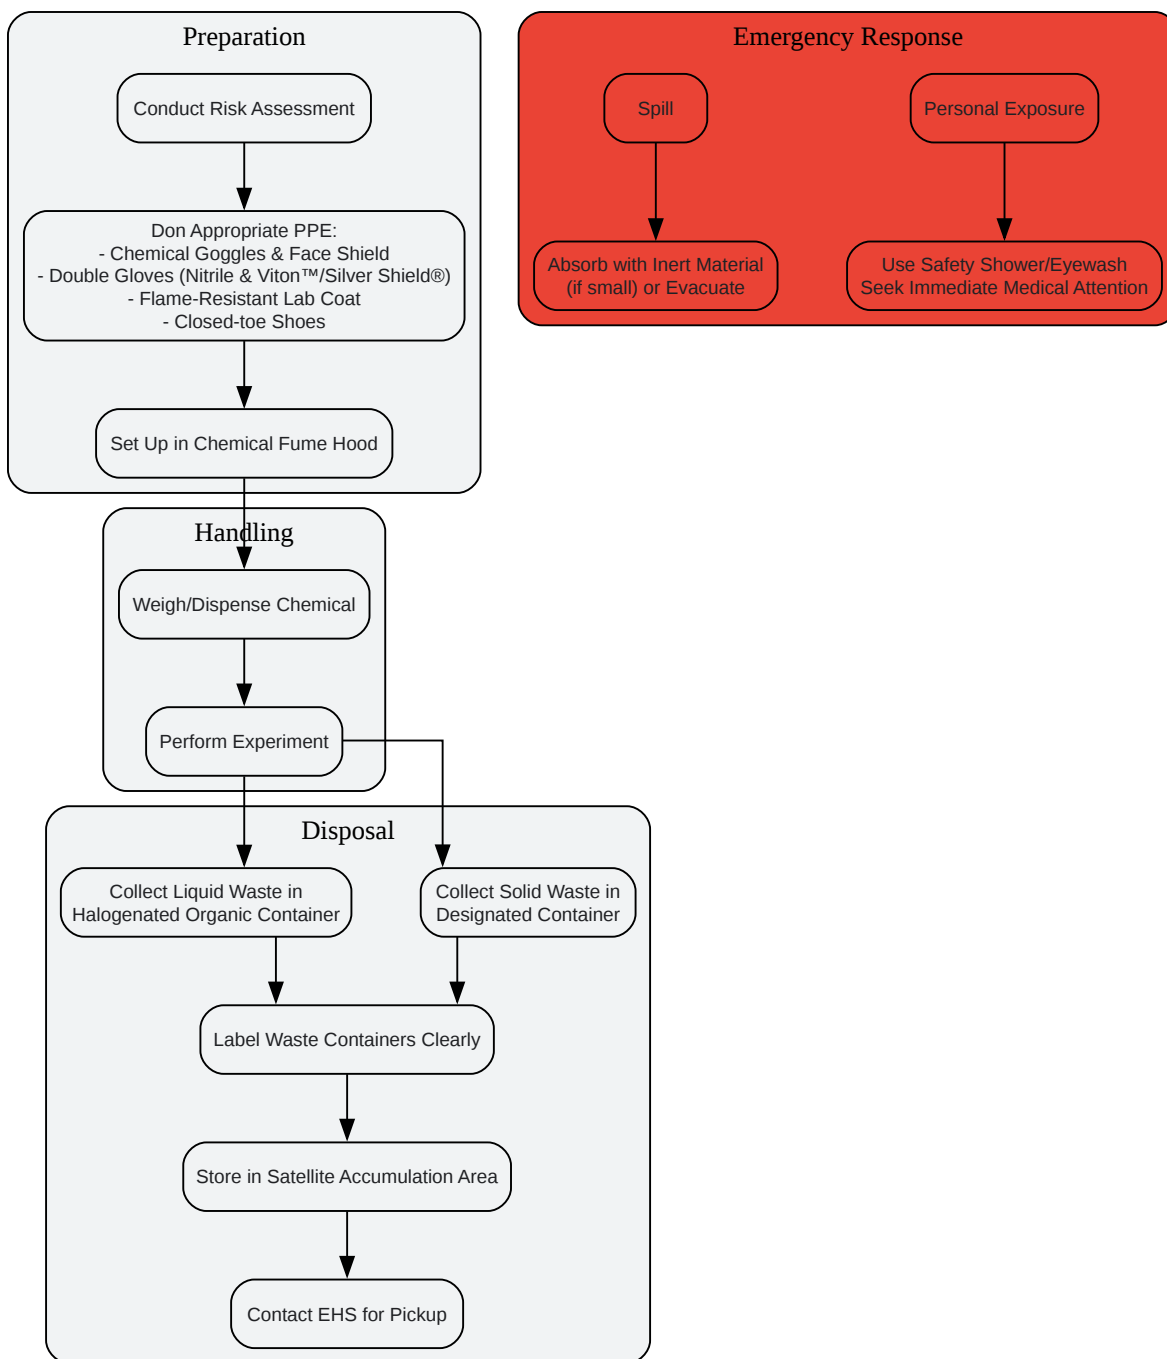 Preparation
Conduct Risk Assessment
Don Appropriate PPE:
- Chemical Goggles & Face Shield
- Double Gloves (Nitrile & Viton™/Silver Shield®)
- Flame-Resistant Lab Coat
- Closed-toe Shoes
Set Up in Chemical Fume Hood
Emergency Response
Spill
Absorb with Inert Material
(if small) or Evacuate
Personal Exposure
Use Safety Shower/Eyewash
Seek Immediate Medical Attention
Handling
Weigh/Dispense Chemical
Perform Experiment
Disposal
Collect Liquid Waste in
Halogenated Organic Container
Collect Solid Waste in
Designated Container
Label Waste Containers Clearly
Store in Satellite Accumulation Area
Contact EHS for Pickup